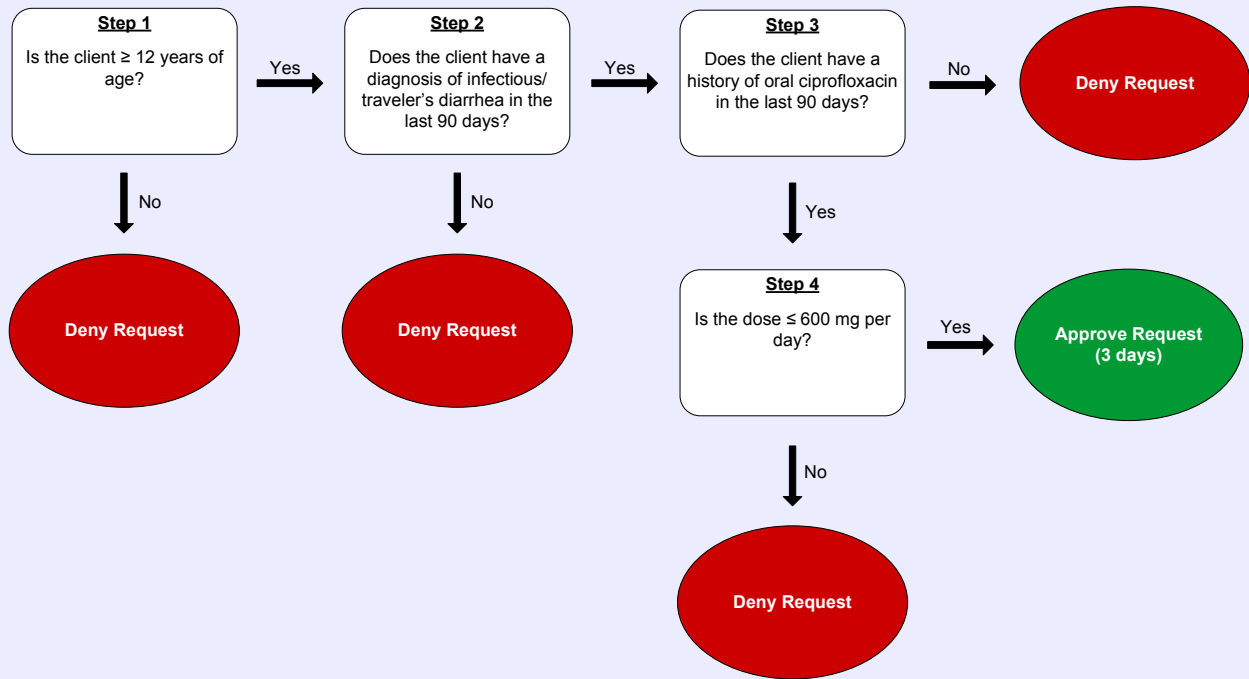 Step 1
Is the client ≥ 12 years of
age?
Yes
Step 2
Does the client have a
diagnosis of infectious/
traveler’s diarrhea in the
last 90 days?
Yes
Step 3
Does the client have a
history of oral ciprofloxacin
in the last 90 days?
No
Deny Request
No
No
Yes
Deny Request
Deny Request
Step 4
Is the dose ≤ 600 mg per
day?
Yes
Approve Request
(3 days)
No
Deny Request